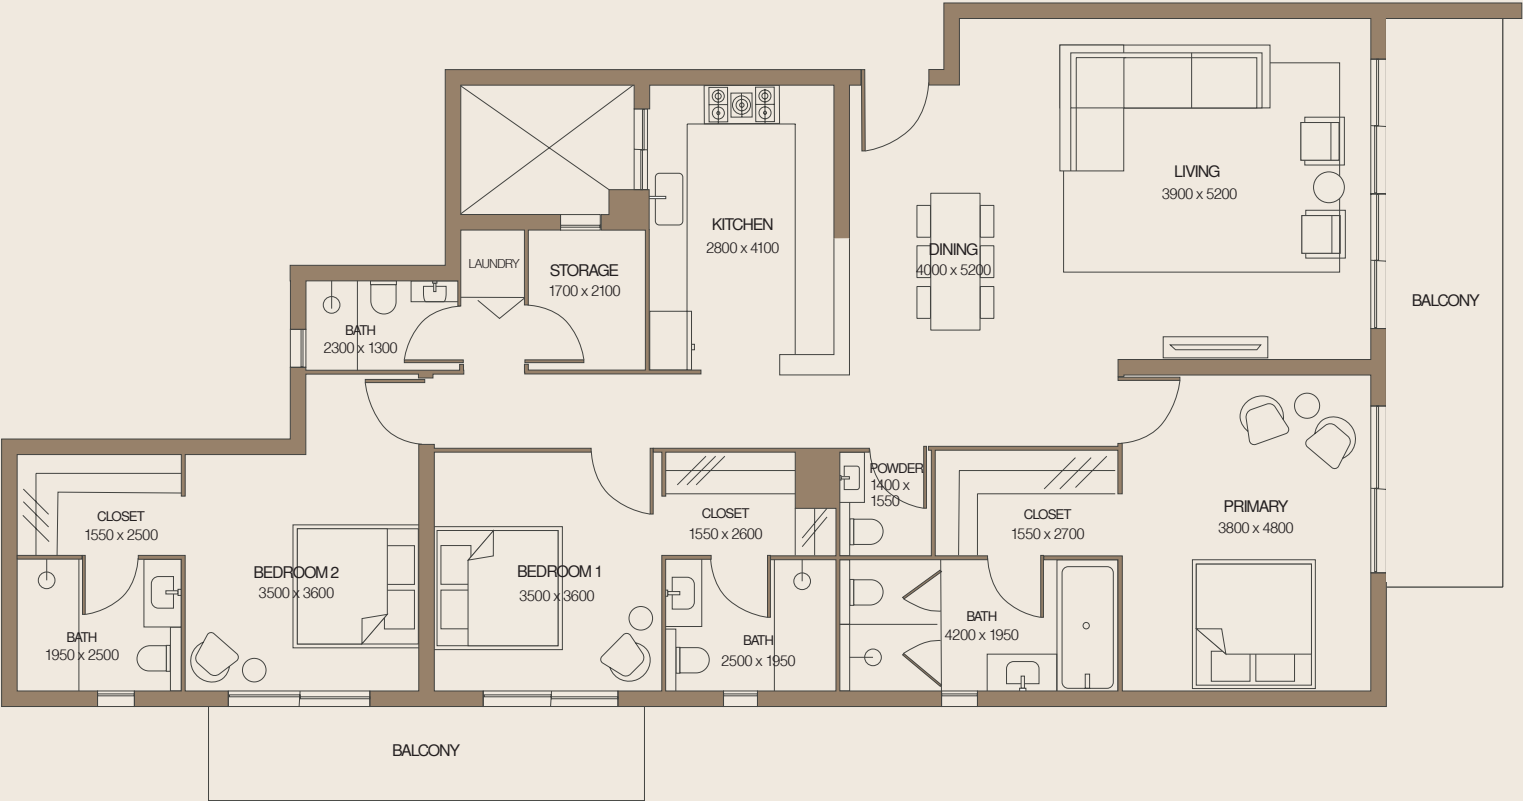 LIVING
3900 x 5200
KITCHEN
2800 x 4100
DINING
4000 x 5200
LAUNDRY
STORAGE
1700 x 2100
BALCONY
BATH
2300 x 1300
POWDER
1400 x
1550
CLOSET
1550 x 2500
CLOSET
1550 x 2600
CLOSET
1550 x 2700
PRIMARY
3800 x 4800
BEDROOM 2
3500 x 3600
BEDROOM 1
3500 x 3600
BATH
1950 x 2500
BATH
2500 x 1950
BATH
4200 x 1950
BALCONY